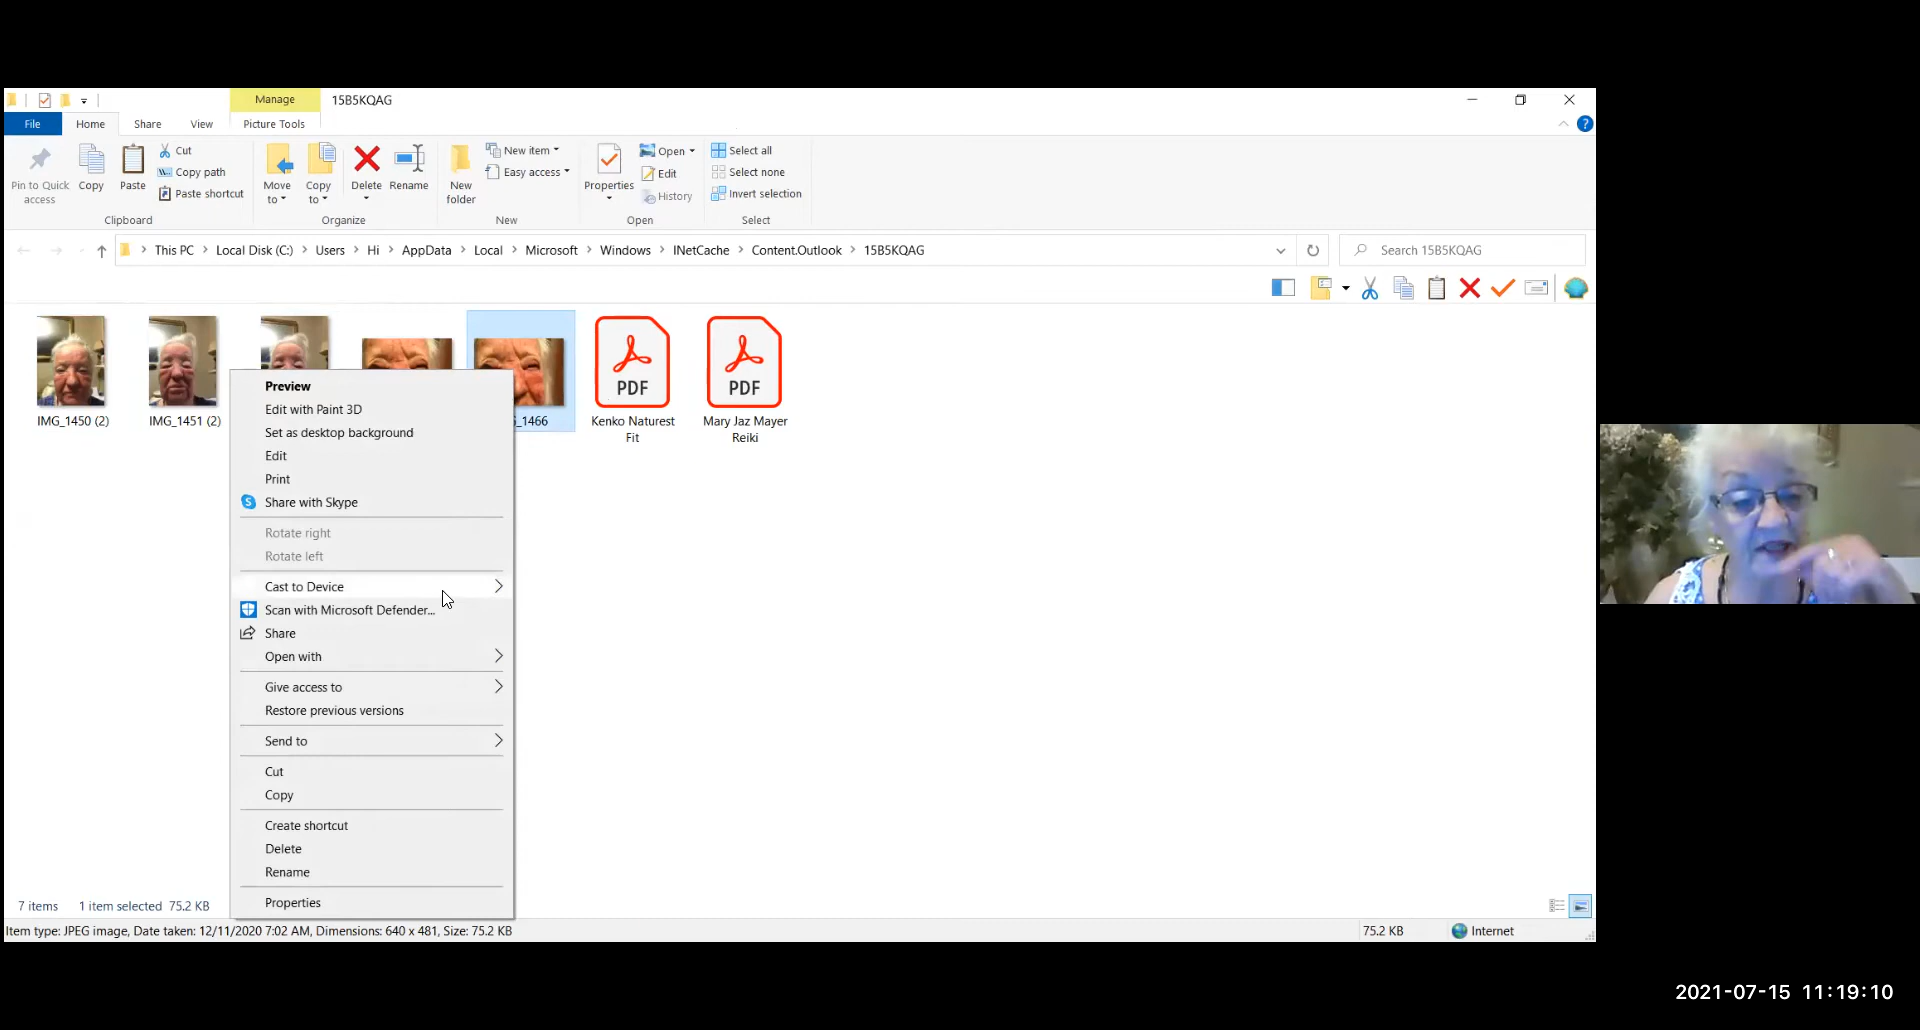 Manage
15B5KQAG
File
Home
Share
View
Picture Tools
Pin to Quick
access
Copy
Paste
Cut
Copy path
Paste shortcut
Clipboard
Move
to
Copy
to
Delete
Rename
Organize
New
folder
New item
Easy access
New
Properties
Open
Edit
History
Open
Select all
Select none
Invert selection
Select
This PC
Local Disk (C:)
Users
Hi
AppData
Local
Microsoft
Windows
INetCache
Content.Outlook
15B5KQAG
Search 15B5KQAG
PDF
PDF
IMG_1450 (2)
IMG_1451 (2)
_1466
Kenko Naturest
Fit
Mary Jaz Mayer
Reiki
Preview
Edit with Paint 3D
Set as desktop background
Edit
Print
Share with Skype
Rotate right
Rotate left
Cast to Device
Scan with Microsoft Defender...
Share
Open with
Give access to
Restore previous versions
Send to
Cut
Copy
Create shortcut
Delete
Rename
Properties
7 items
1 item selected 75.2 KB
Item type: JPEG image, Date taken: 12/11/2020 7:02 AM, Dimensions: 640 x 481, Size: 75.2 KB
75.2 KB
Internet
2021-07-15 11:19:10